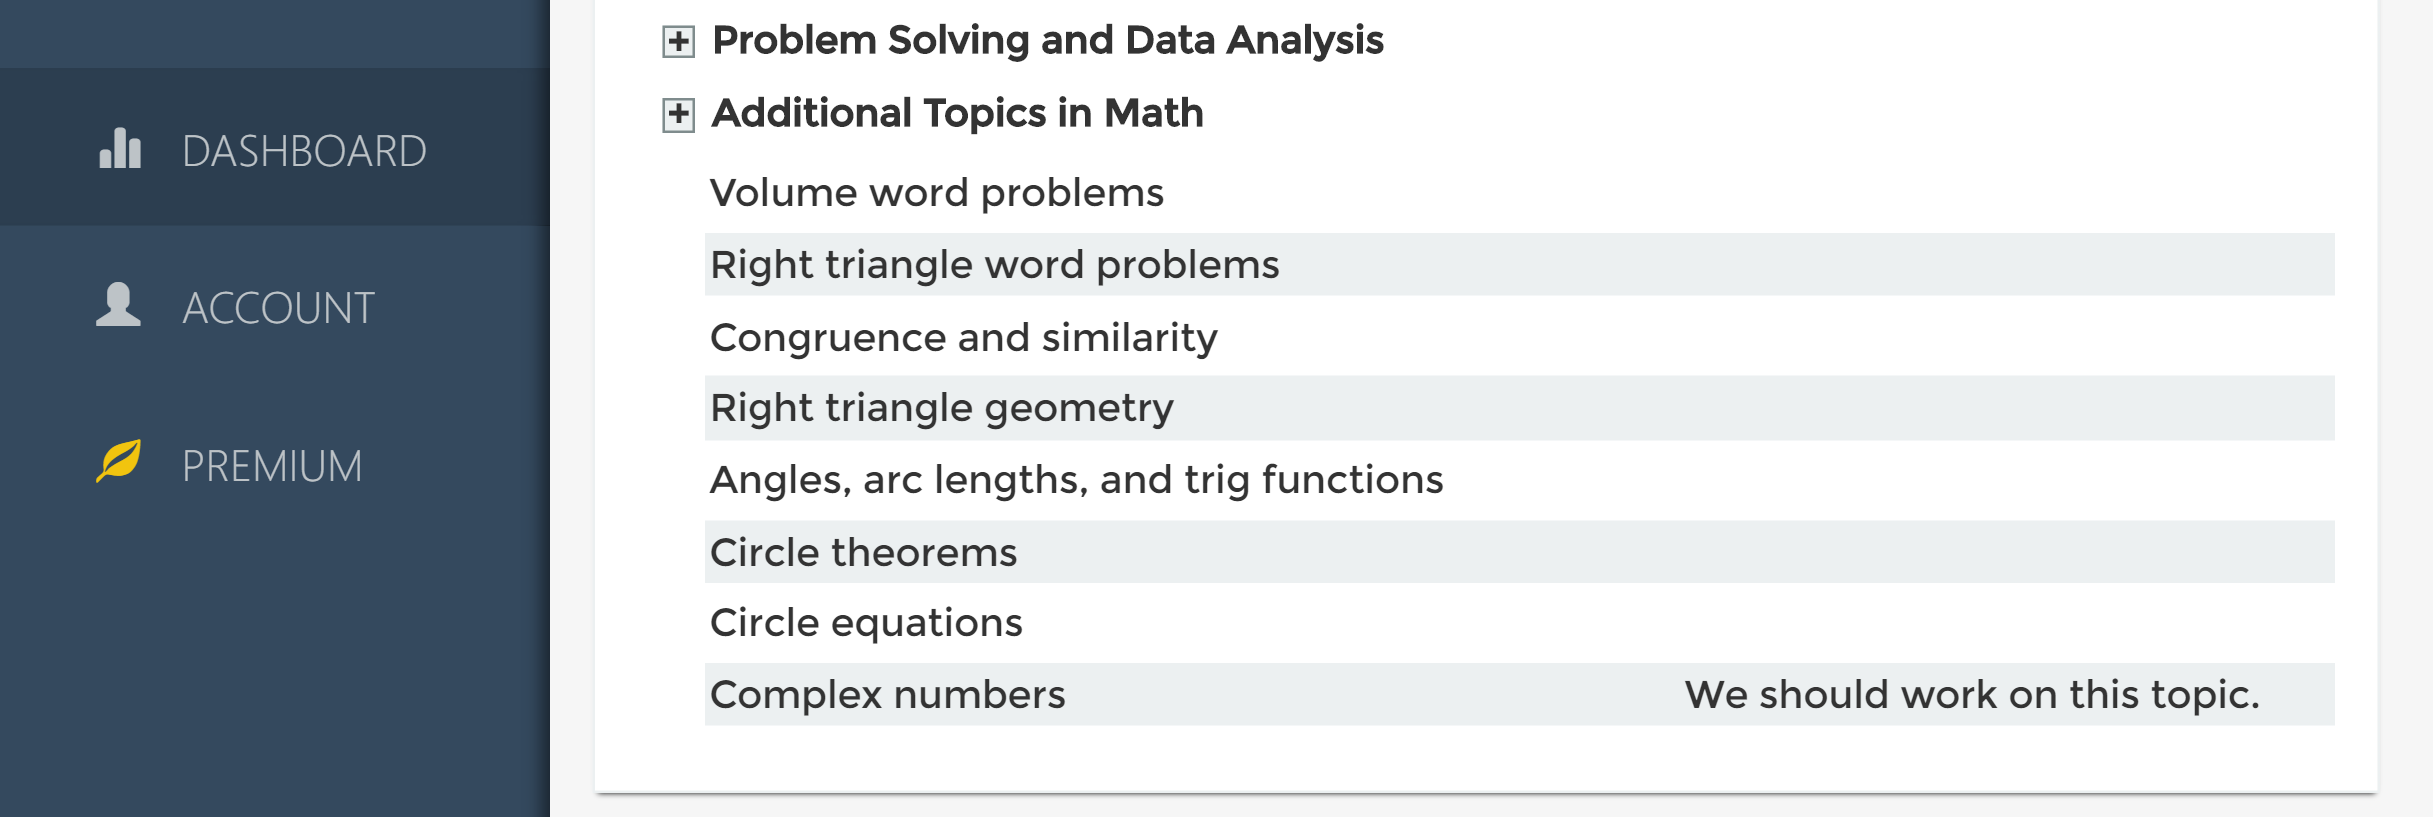 DASHBOARD
ACCOUNT
PREMIUM
Problem Solving and Data Analysis
Additional Topics in Math
Volume word problems
Right triangle word problems
Congruence and similarity
Right triangle geometry
Angles, arc lengths, and trig functions
Circle theorems
Circle equations
Complex numbers We should work on this topic.